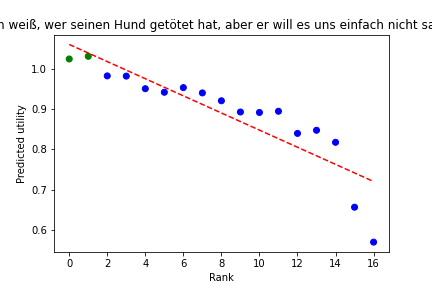 weiß, wer seinen Hund getötet hat, aber er will es uns einfach nicht
1.0
0.9
0.8
0.7
0.6
Predicted utility
0 2 4 6 8 10 12 14 16
Rank